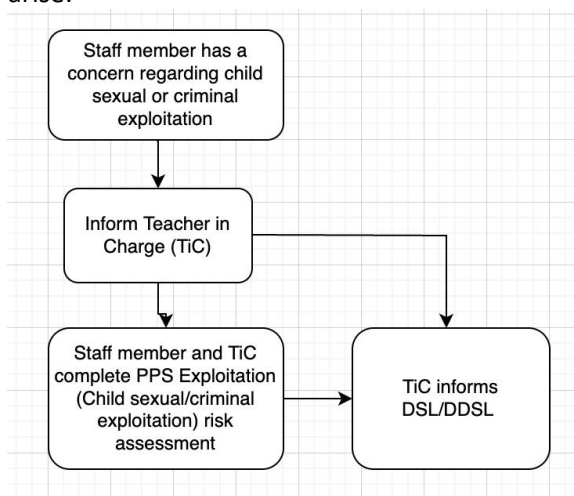 arise.
Staff member has a
concern regarding child
sexual or criminal
exploitation
Inform Teacher in
Charge (TiC)
Staff member and TiC
complete PPS Exploitation
(Child sexual/criminal
exploitation) risk
assessment
TiC informs
DSL/DDSL